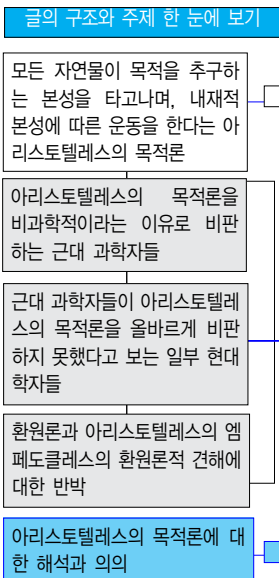 글의 구조와 주제 한 눈에 보기
모든 자연물이 목적을 추구하
는 본성을 타고나며, 내재적
본성에 따른 운동을 한다는 아
리스토텔레스의 목적론
아리스토텔레스의 목적론을
비과학적이라는 이유로 비판
하는 근대 과학자들
근대 과학자들이 아리스토텔레
스의 목적론을 올바르게 비판
하지 못했다고 보는 일부 현대
학자들
환원론과 아리스토텔레스의 엠
페도클레스의 환원론적 견해에
대한 반박
아리스토텔레스의 목적론에 대
한 해석과 의의